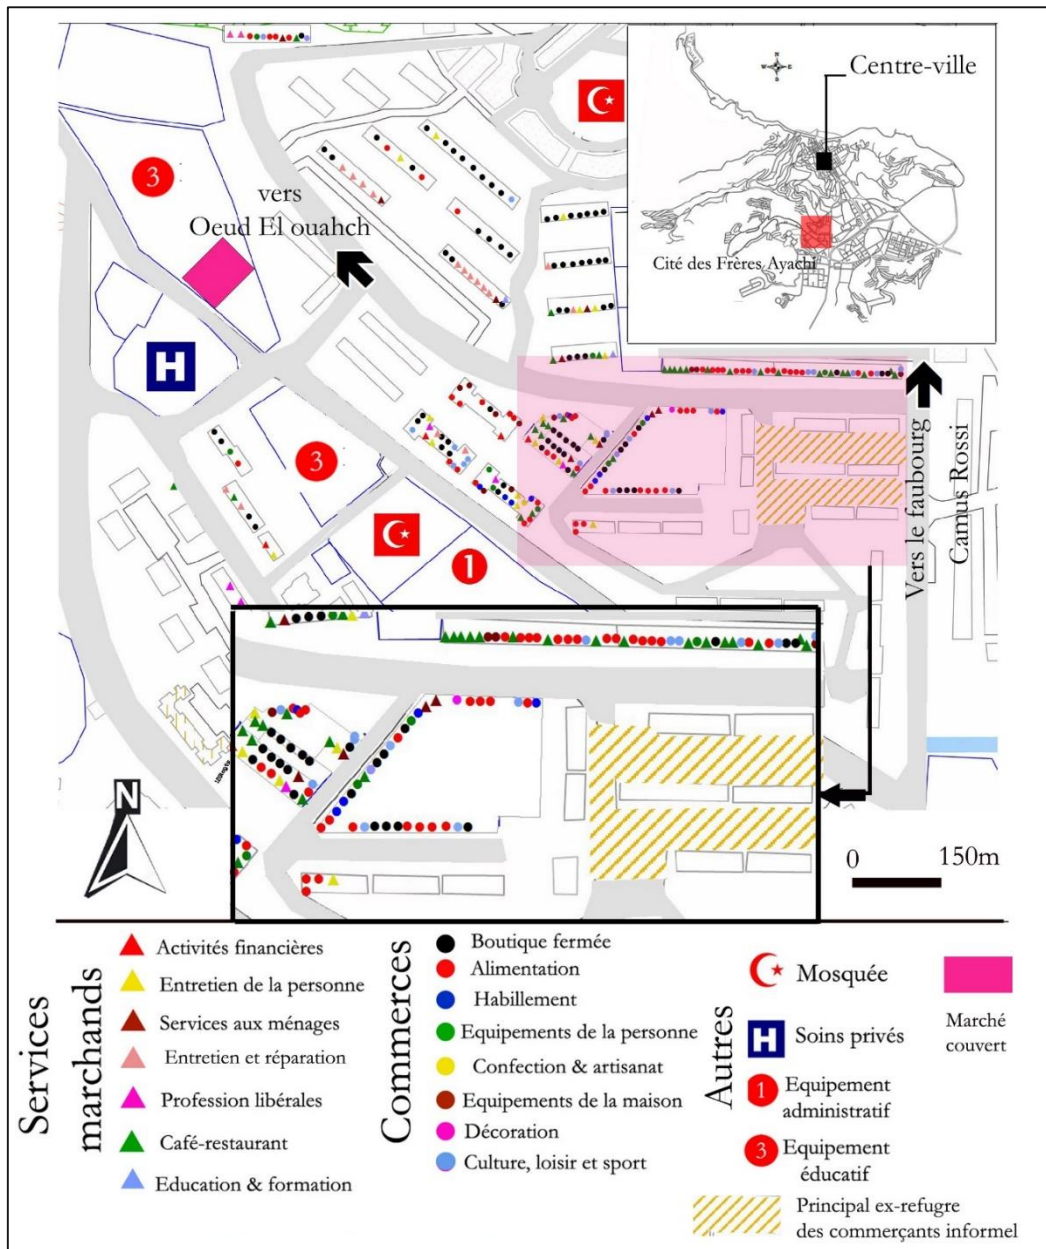 3
vers
Oeud El ouahch
H
3
1
N
W
E
S
Centre-ville
Cité des Frères Ayachi
Vers le faubourg
Camus Rossi
N
0
150m
Services
marchands
Activités financières
Entretien de la personne
Services aux ménages
Entretien et réparation
Profession libérales
Café-restaurant
Education & formation
Commerces
Boutique fermée
Alimentation
Habillement
Equipements de la personne
Confection & artisanat
Equipements de la maison
Décoration
Culture, loisir et sport
Autres
Mosquée
H
Soins privés
1
Equipement
administratif
3
Equipement
éducatif
Marché
couvert
Principal ex-refugre
des commerçants informel